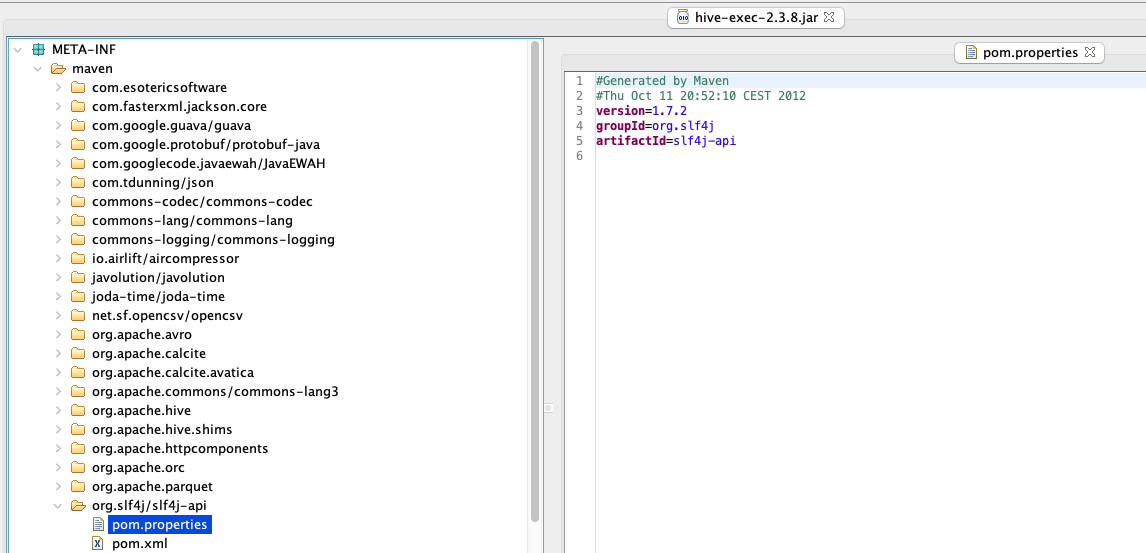 hive-exec-2.3.8.jar
META-INF
maven
com.esotericsoftware
com.fasterxml.jackson.core
com.google.guava/guava
com.google.protobuf/protobuf-java
com.googlecode.javaewah/JavaEWAH
com.tdunning/json
commons-codec/commons-codec
commons-lang/commons-lang
commons-logging/commons-logging
io.airlift/aircompressor
javolution/javolution
joda-time/joda-time
net.sf.opencsv/opencsv
org.apache.avro
org.apache.calcite
org.apache.calcite.avatica
org.apache.commons/commons-lang3
org.apache.hive
org.apache.hive.shims
org.apache.httpcomponents
org.apache.orc
org.apache.parquet
org.slf4j/slf4j-api
pom.properties
pom.xml
pom.properties
1 #Generated by Maven
2 #Thu Oct 11 20:52:10 CEST 2012
3 version=1.7.2
4 groupId=org.slf4j
5 artifactId=slf4j-api
6